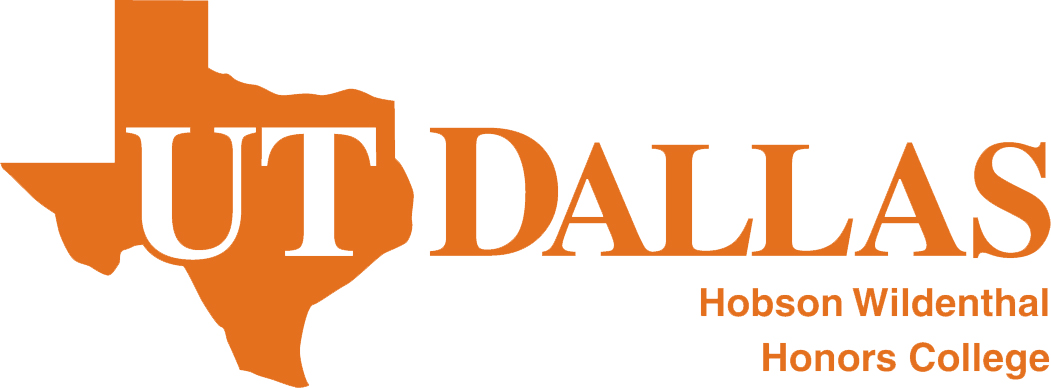 UT DALLAS
Hobson Wildenthal
Honors College